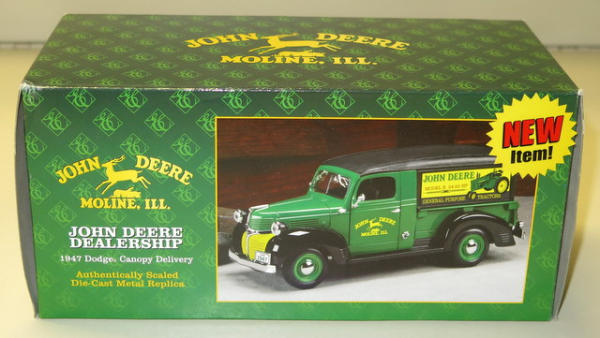 JOHN DEERE
MOLINE, ILL.
NEW
Item!
JOHN DEERE
MOLINE, ILL.
JOHN DEERE
DEALERSHIP
1947 Dodge® Canopy Delivery
Authentically Scaled
Die-Cast Metal Replica
JOHN DEERE
GENERAL PURPOSE
TRACTORS
JOHN DEERE
MOLINE, ILL.